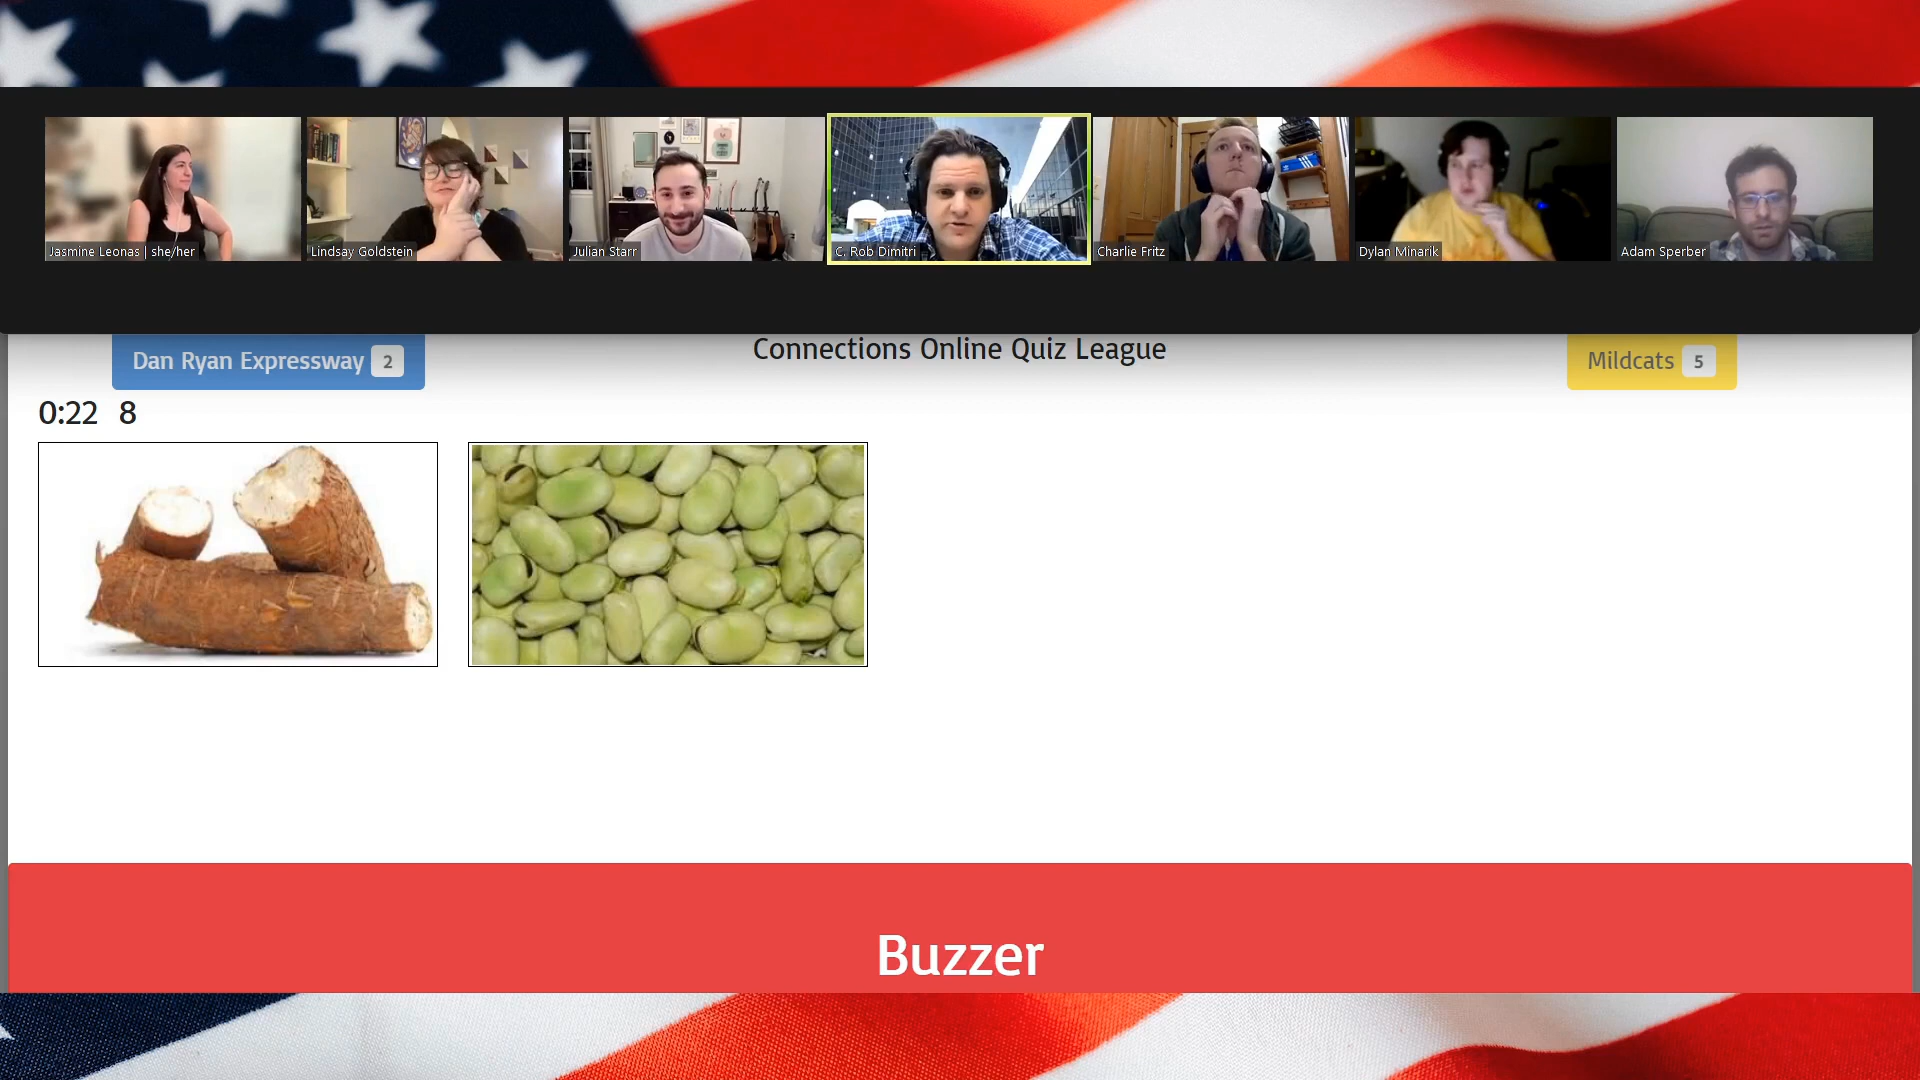 Jasmine Leonas | she/her
Lindsay Goldstein
Julian Starr
C. Rob Dimitri
Charlie Fritz
Dylan Minarik
Adam Sperber
Dan Ryan Expressway 2
Connections Online Quiz League
Mildcats 5
0:22 8
Buzzer